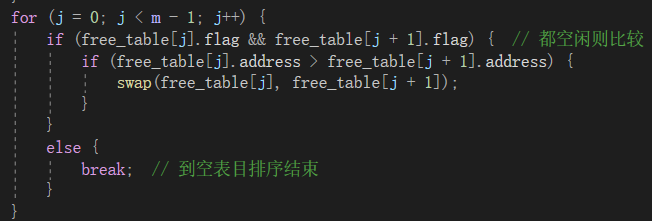 for (j = 0; j < m - 1; j++) {
if (free_table[j].flag && free_table[j + 1].flag) { // 都空闲则比较
if (free_table[j].address > free_table[j + 1].address) {
swap(free_table[j], free_table[j + 1]);
}
}
else {
break; // 到空表目排序结束
}
}